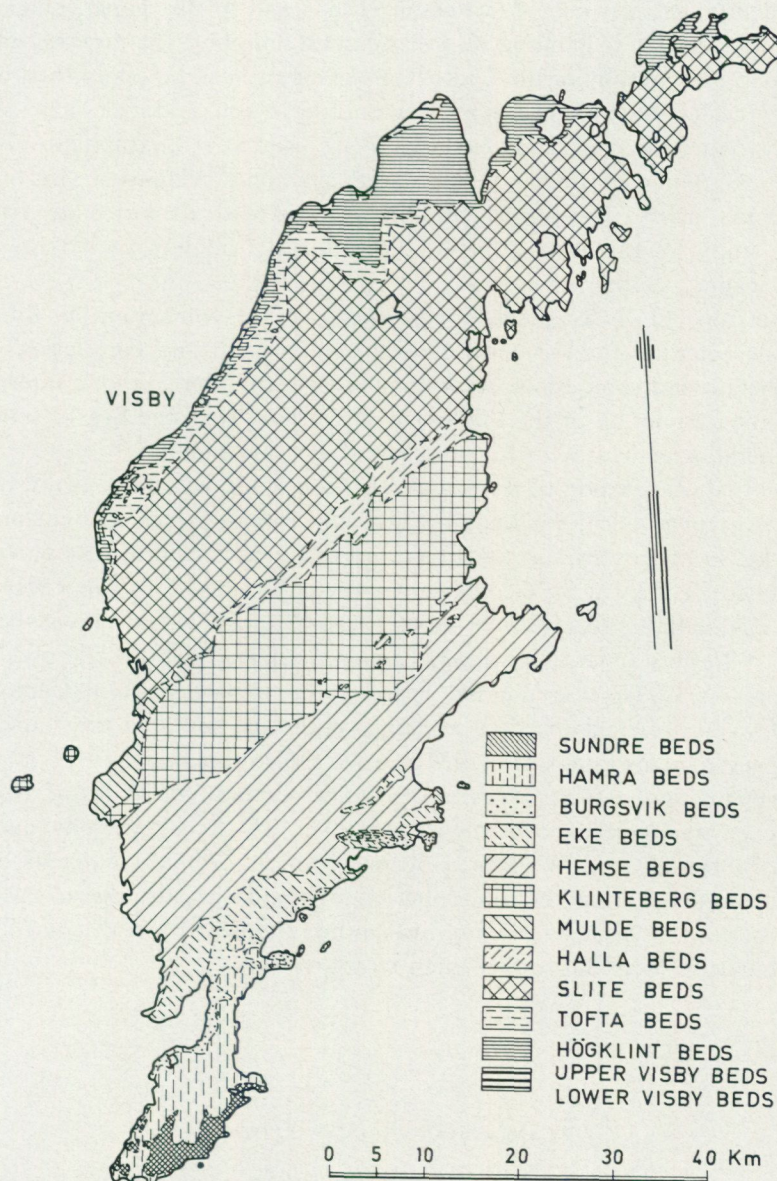 VISBY
SUNDRE BEDS
HAMRA BEDS
BURGSVIK BEDS
EKE BEDS
HEMSE BEDS
KLINTEBERG BEDS
MULDE BEDS
HALLA BEDS
SLITE BEDS
TOFTA BEDS
HÖGKLINT BEDS
UPPER VISBY BEDS
LOWER VISBY BEDS
0 5 10 20 30 40 Km